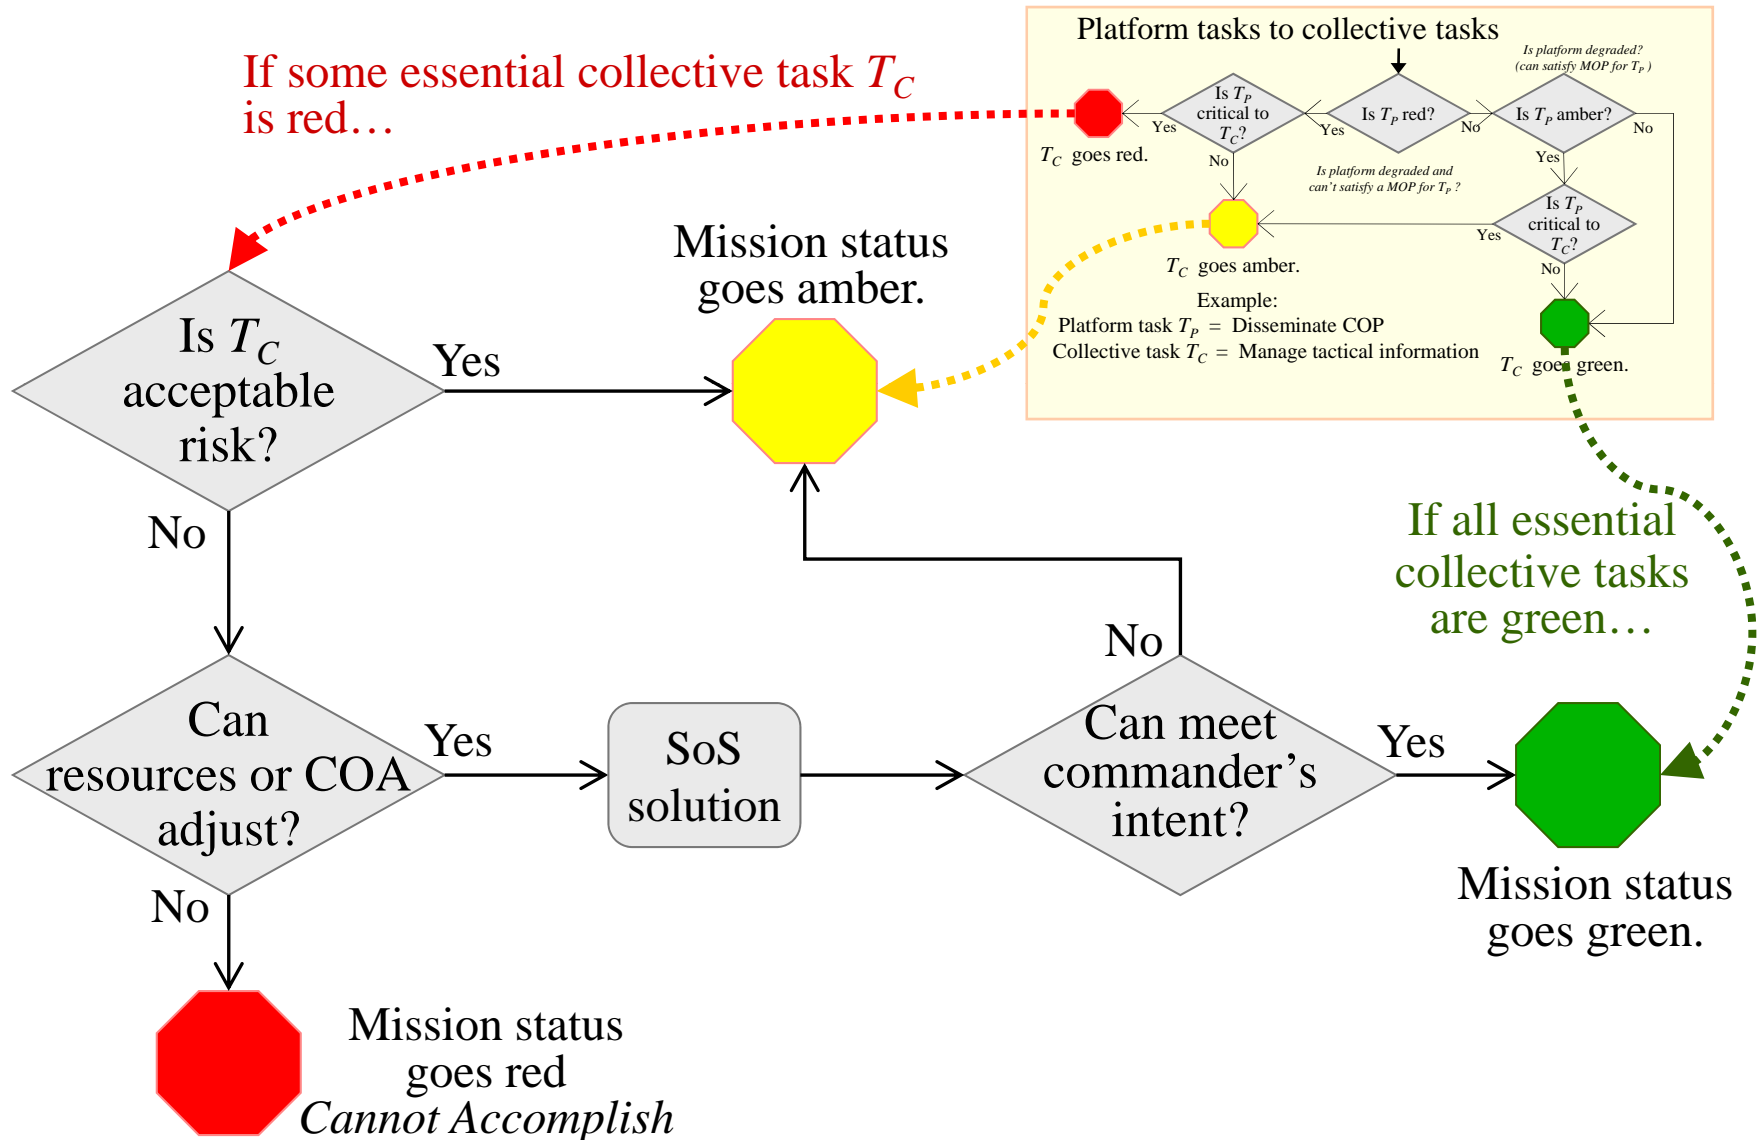 Platform tasks to collective tasks
Is platform degraded?
(can satisfy MOP for T_P )
If some essential collective task T_C
is red…
Is T_P
critical to
T_C?
Is T_P red?
Is T_P amber?
Yes
Yes
No
No
T_C goes red.
No
Yes
Is platform degraded and
can't satisfy a MOP for T_P ?
Is T_P
critical to
T_C?
Yes
No
T_C goes amber.
Example:
Platform task T_P = Disseminate COP
Collective task T_C = Manage tactical information
T_C goes green.
Mission status
goes amber.
Is T_C
acceptable
risk?
Yes
No
If all essential
collective tasks
are green…
No
Can
resources or COA
adjust?
Yes
SoS
solution
Can meet
commander’s
intent?
Yes
No
Mission status
goes green.
Mission status
goes red
Cannot Accomplish